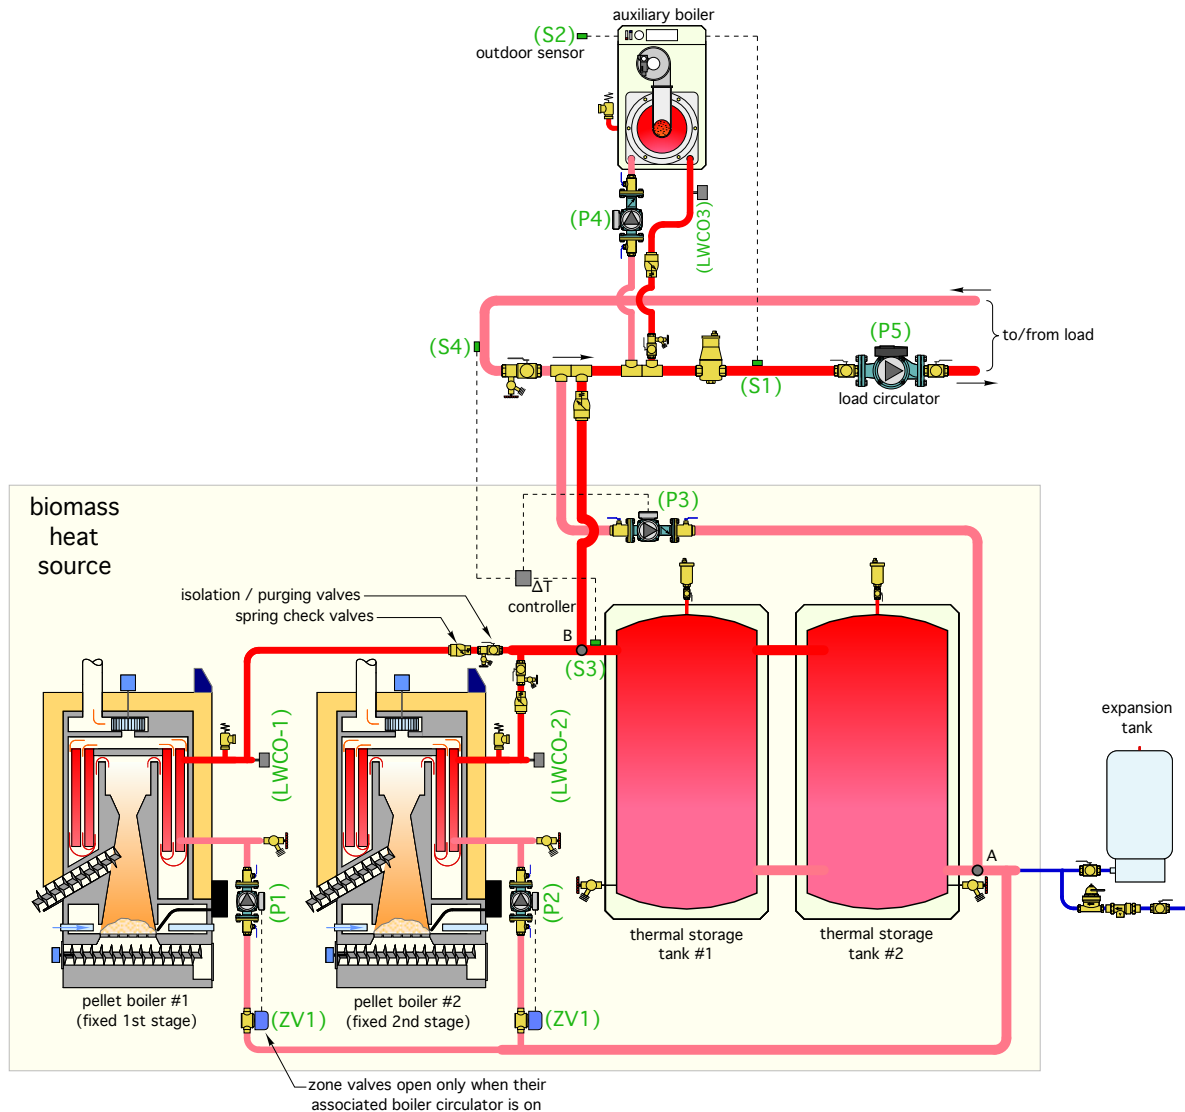 auxiliary boiler
(S2)
outdoor sensor
(P4)
(LWCO3)
(S4)
(P5)
to/from load
(S1)
load circulator
biomass
heat
source
(P3)
ΔT
controller
isolation / purging valves
spring check valves
B
(S3)
(LWCO-1)
(LWCO-2)
expansion
tank
A
(P1)
(P2)
thermal storage
tank #1
thermal storage
tank #2
pellet boiler #1
(fixed 1st stage)
pellet boiler #2
(fixed 2nd stage)
(ZV1)
(ZV1)
zone valves open only when their
associated boiler circulator is on